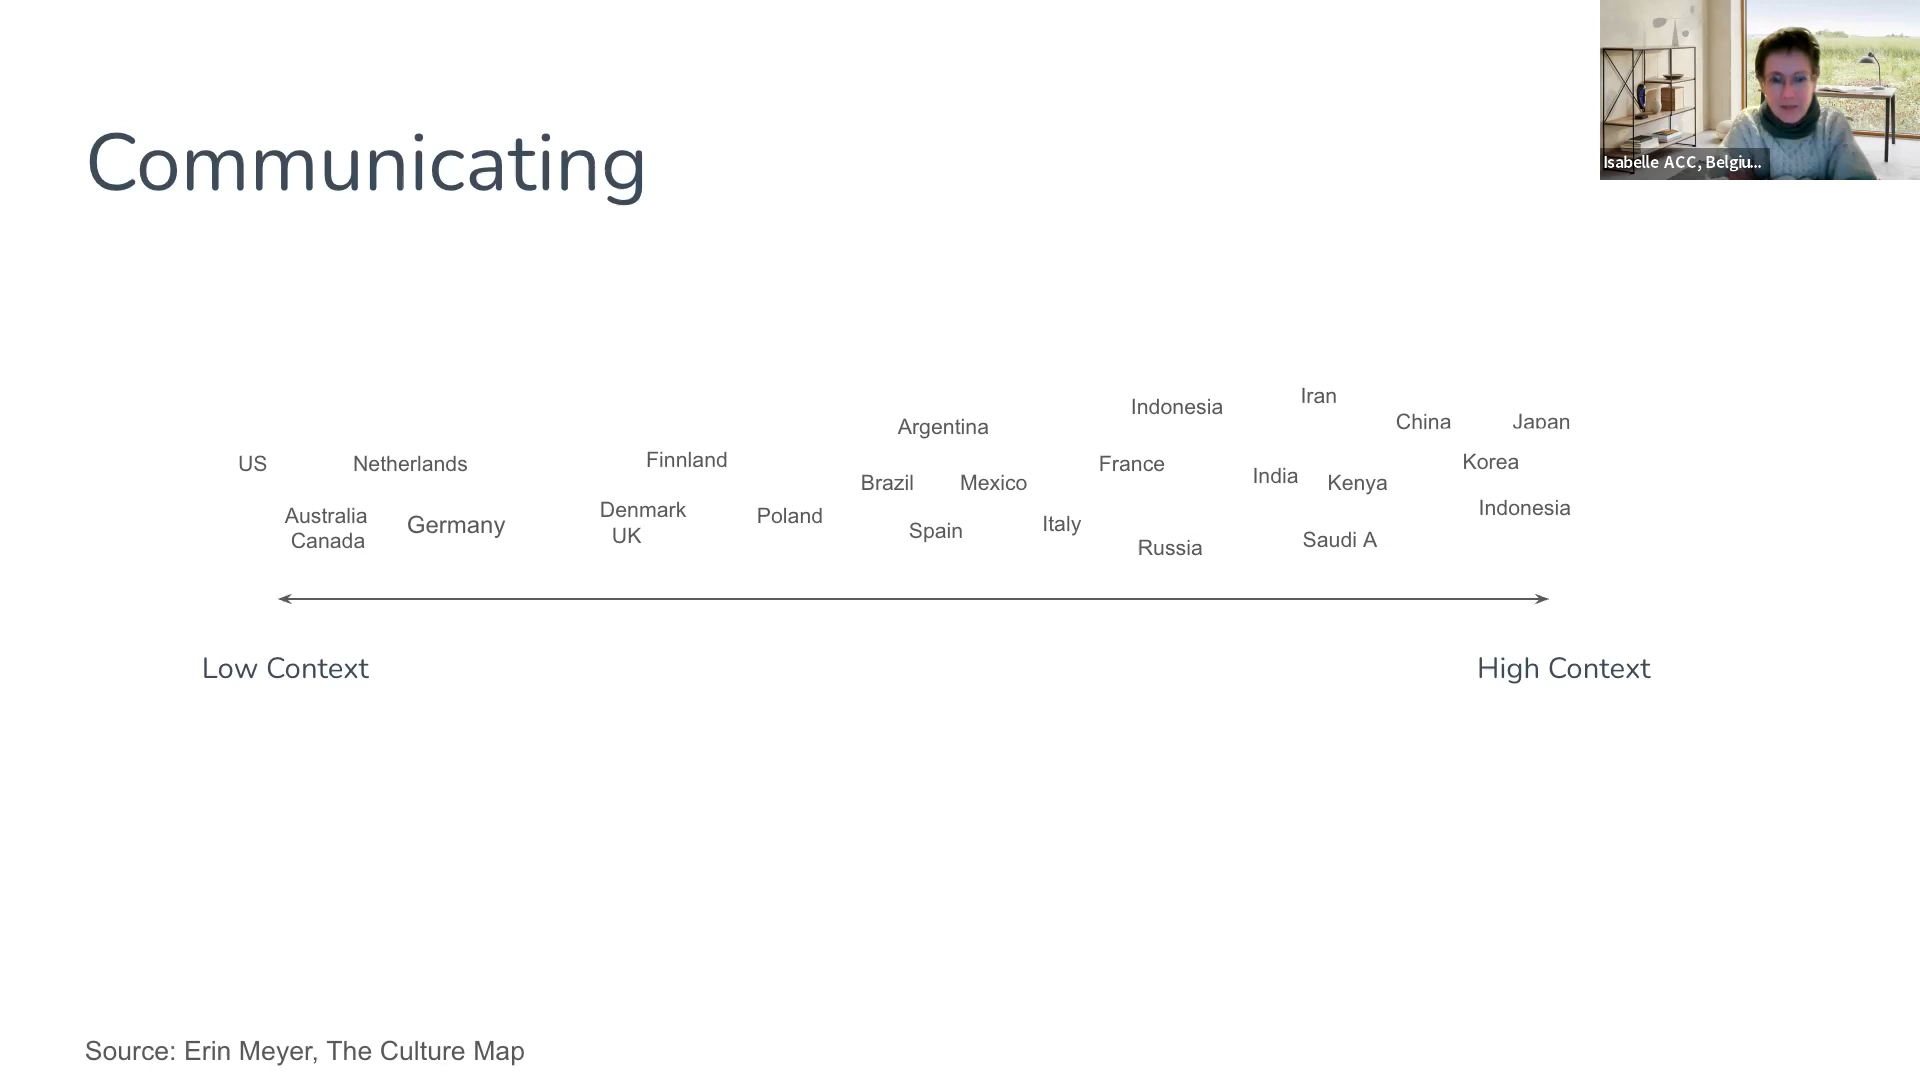 Isabelle ACC, Belgiu...
Communicating
Iran
Indonesia
China
Japan
Argentina
US
Netherlands
Finnland
France
Korea
India
Brazil
Mexico
Kenya
Indonesia
Denmark
Australia
Poland
Germany
Italy
Spain
UK
Canada
Saudi A
Russia
Low Context
High Context
Source: Erin Meyer, The Culture Map